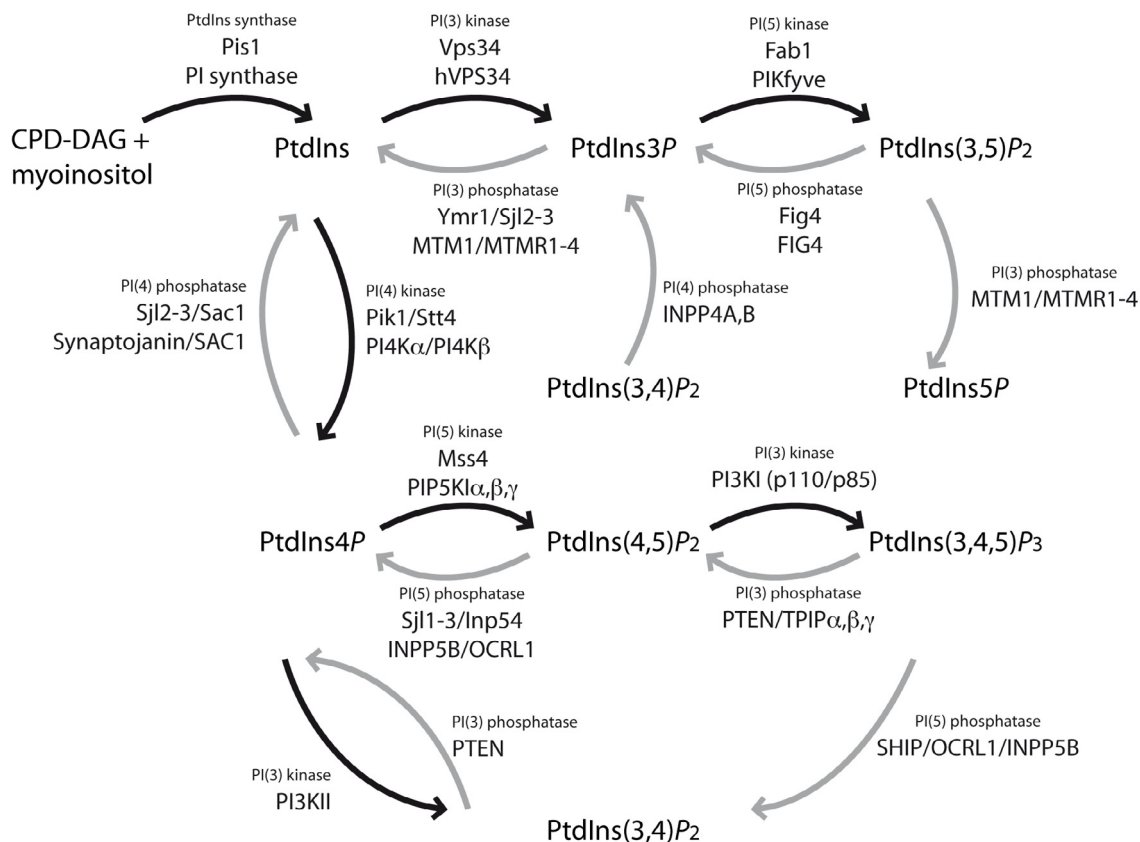 PtdIns synthase
Pis1
PI synthase
PI(3) kinase
Vps34
hVPS34
PI(5) kinase
Fab1
PIKfyve
CPD-DAG +
myoinositol
PtdIns
PtdIns3P
PtdIns(3,5)P2
PI(3) phosphatase
Ymr1/Sjl2-3
MTM1/MTMR1-4
PI(5) phosphatase
Fig4
FIG4
PI(4) phosphatase
Sjl2-3/Sac1
Synaptojanin/SAC1
PI(4) kinase
Pik1/Stt4
PI4Kα/PI4Kβ
PI(4) phosphatase
INPP4A,B
PI(3) phosphatase
MTM1/MTMR1-4
PtdIns(3,4)P2
PtdIns5P
PI(5) kinase
Mss4
PIP5KIα,β,γ
PI(3) kinase
PI3KI (p110/p85)
PtdIns4P
PtdIns(4,5)P2
PtdIns(3,4,5)P3
PI(5) phosphatase
Sjl1-3/Inp54
INPP5B/OCRL1
PI(3) phosphatase
PTEN/TPIPα,β,γ
PI(3) kinase
PI3KII
PI(3) phosphatase
PTEN
PI(5) phosphatase
SHIP/OCRL1/INPP5B
PtdIns(3,4)P2